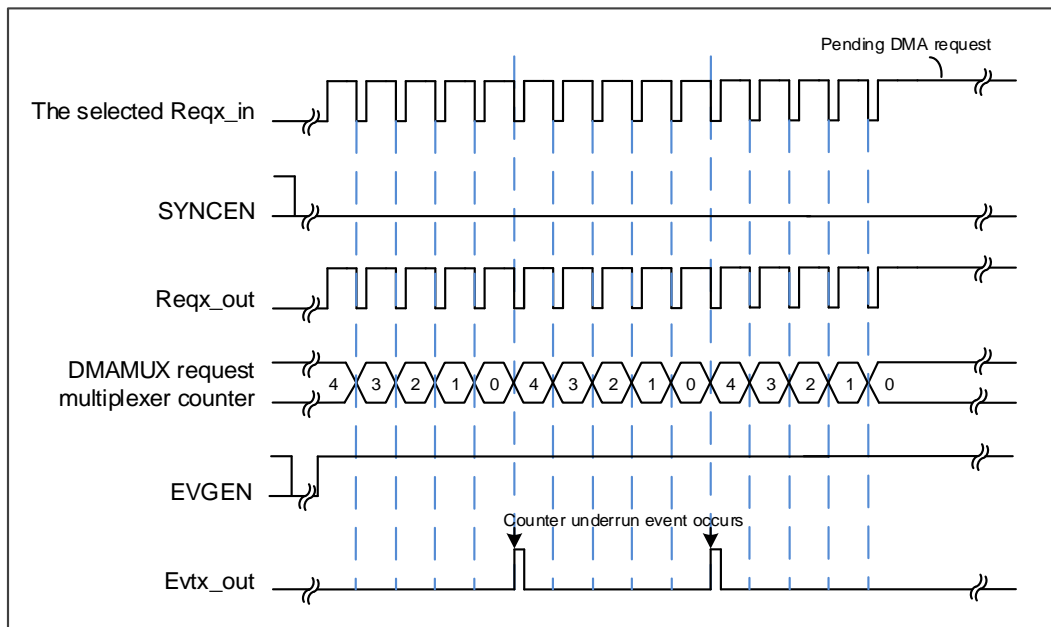 Pending DMA request
The selected Reqx_in
SYNCEN
Reqx_out
DMAMUX request
multiplexer counter
4 3 2 1 0 4 3 2 1 0 4 3 2 1 0
EVGEN
Counter underrun event occurs
Evtx_out